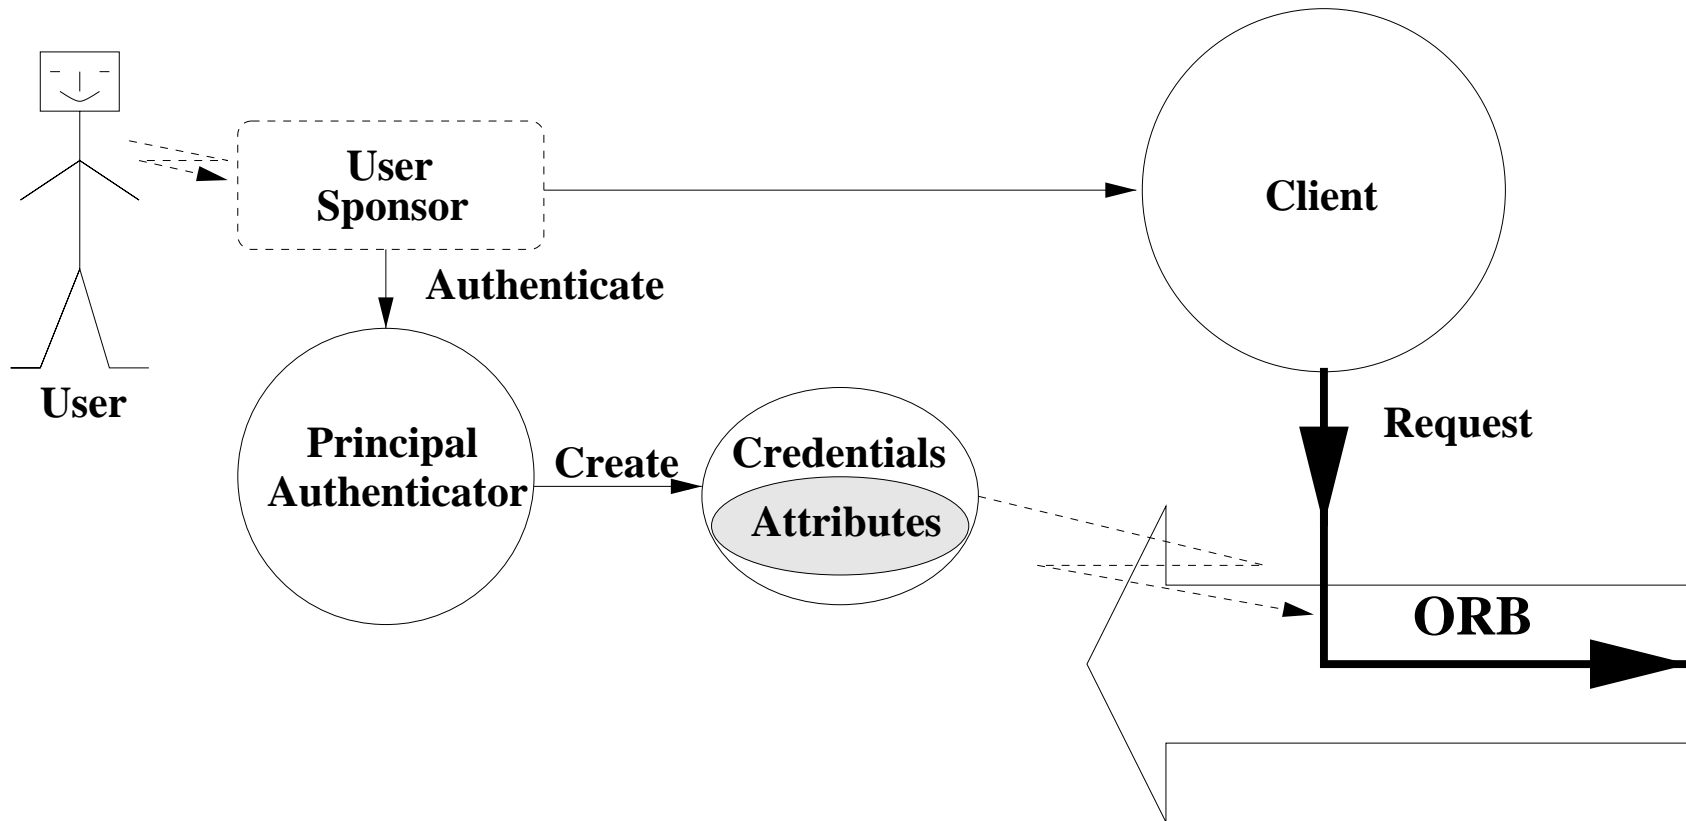 User
Sponsor
Client
Authenticate
User
Request
Principal
Authenticator
Create
Credentials
Attributes
ORB